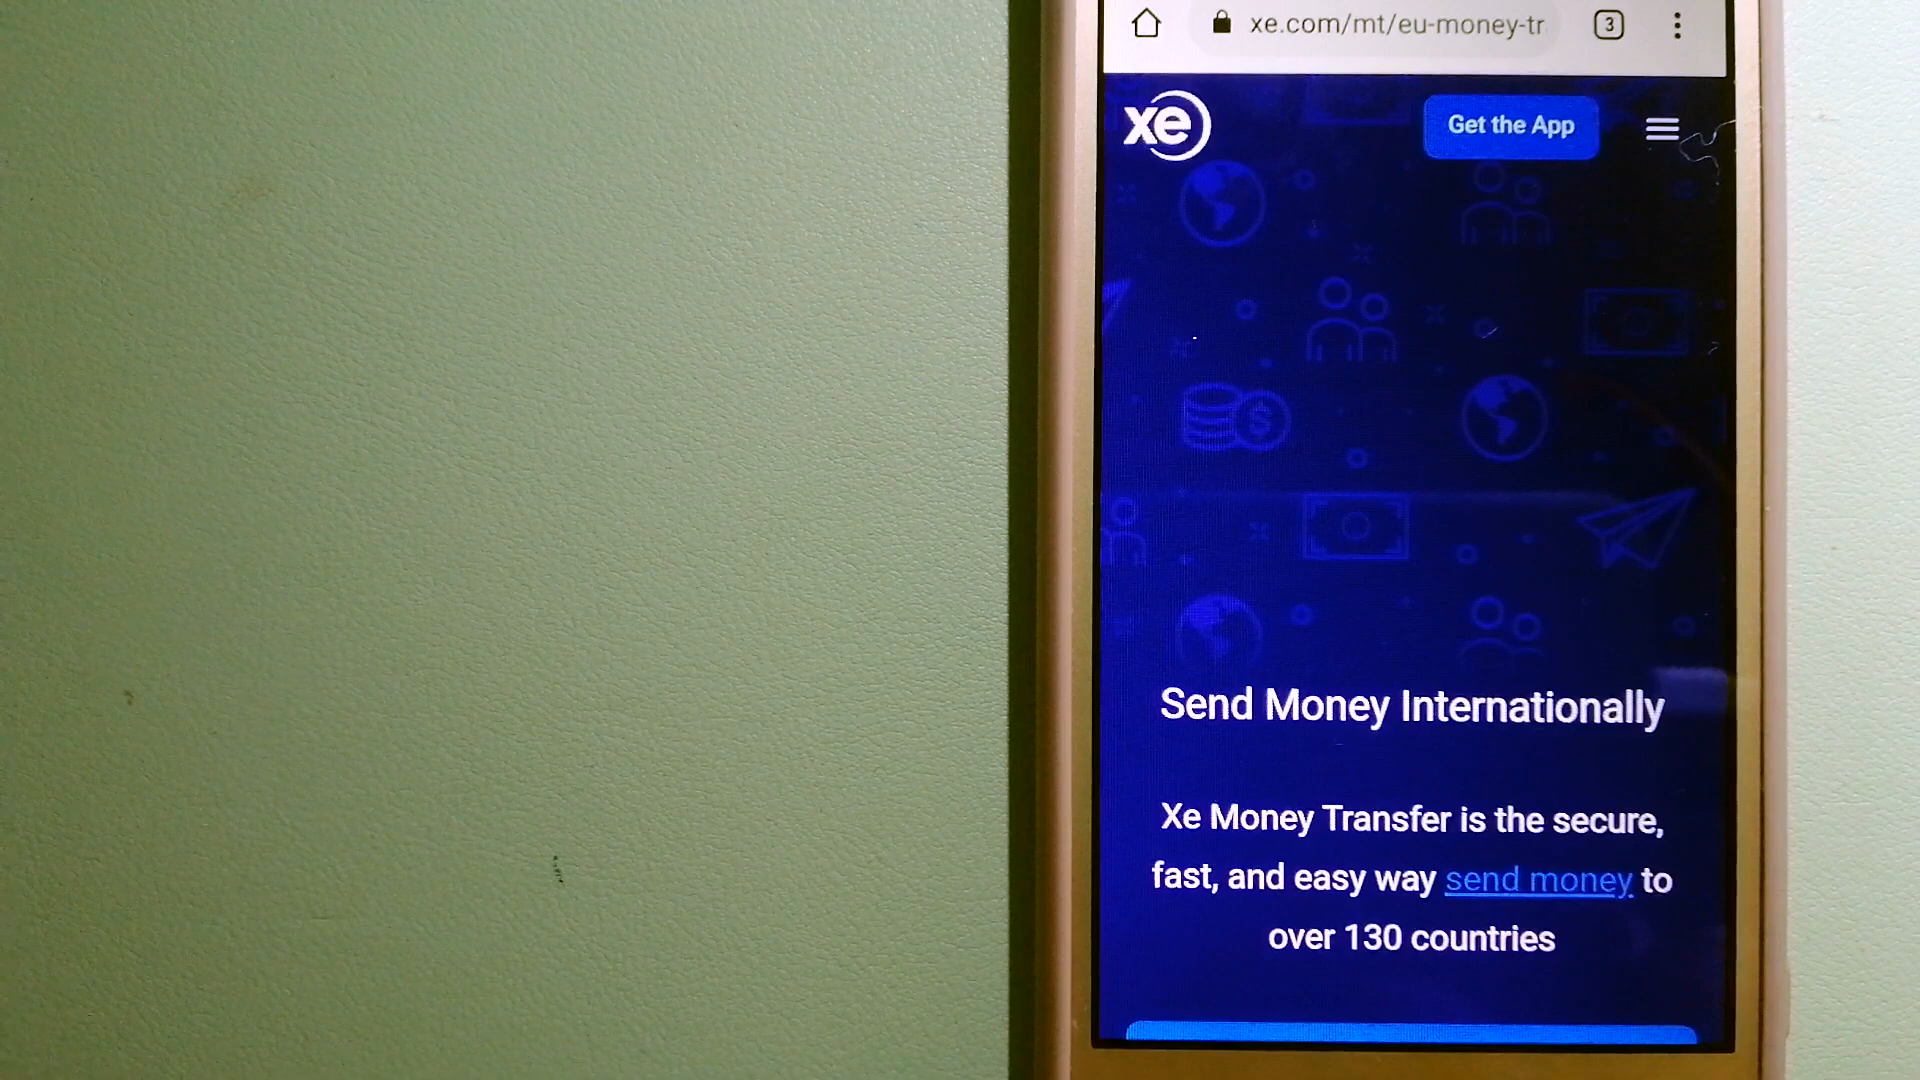 xe.com/mt/eu-money-tr
3
xe
Get the App
Send Money Internationally
Xe Money Transfer is the secure,
fast, and easy way send money to
over 130 countries